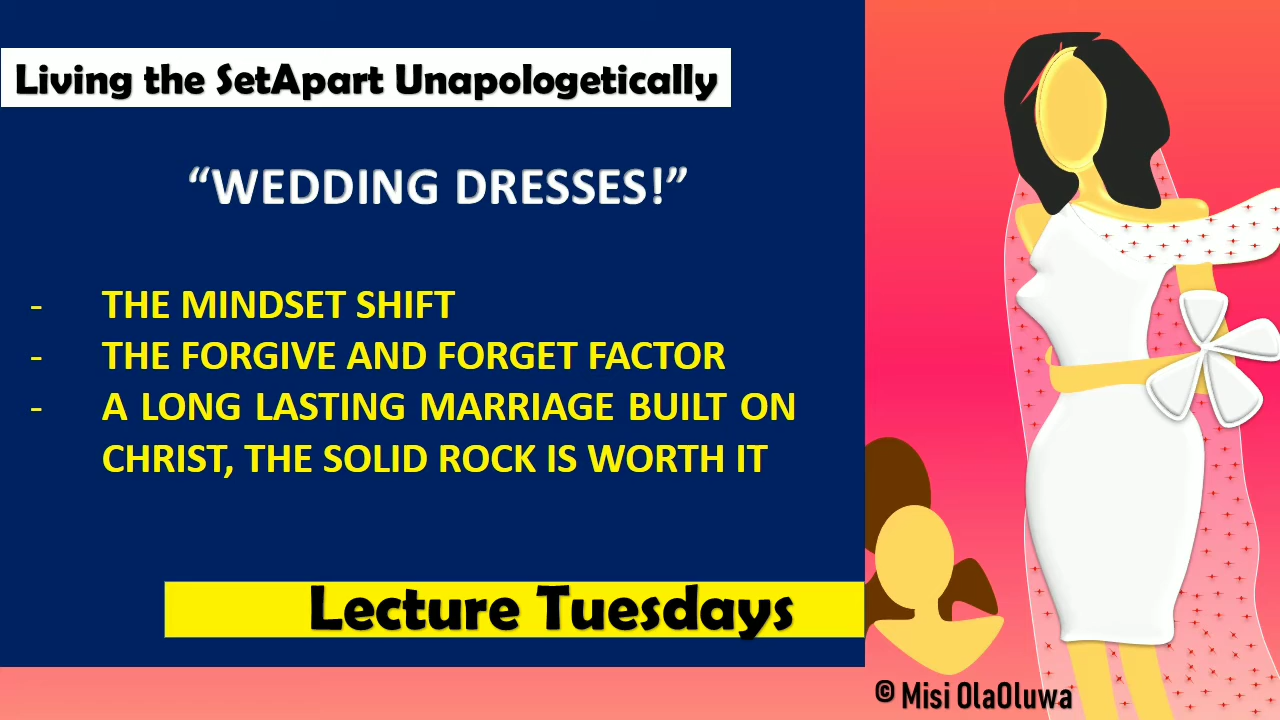 Living the SetApart Unapologetically
“WEDDING DRESSES!”
- THE MINDSET SHIFT
- THE FORGIVE AND FORGET FACTOR
- A LONG LASTING MARRIAGE BUILT ON
CHRIST, THE SOLID ROCK IS WORTH IT
Lecture Tuesdays
© Misi OlaOluwa